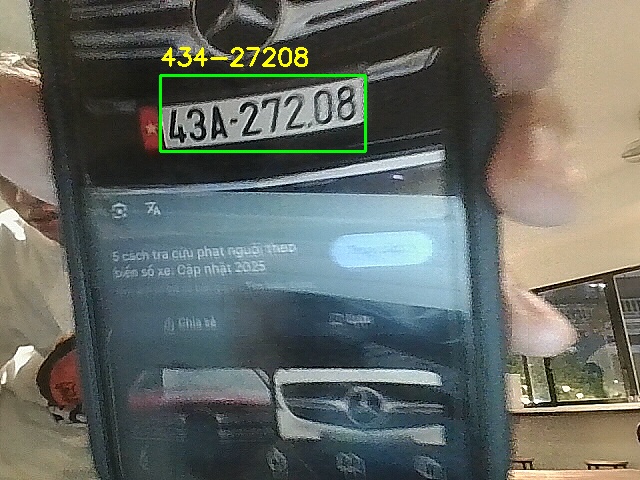 434-27208
43A-272.08
5 cách tra cứu phạt nguội theo
biển số xe. Cập nhật 2025
Chia sẻ